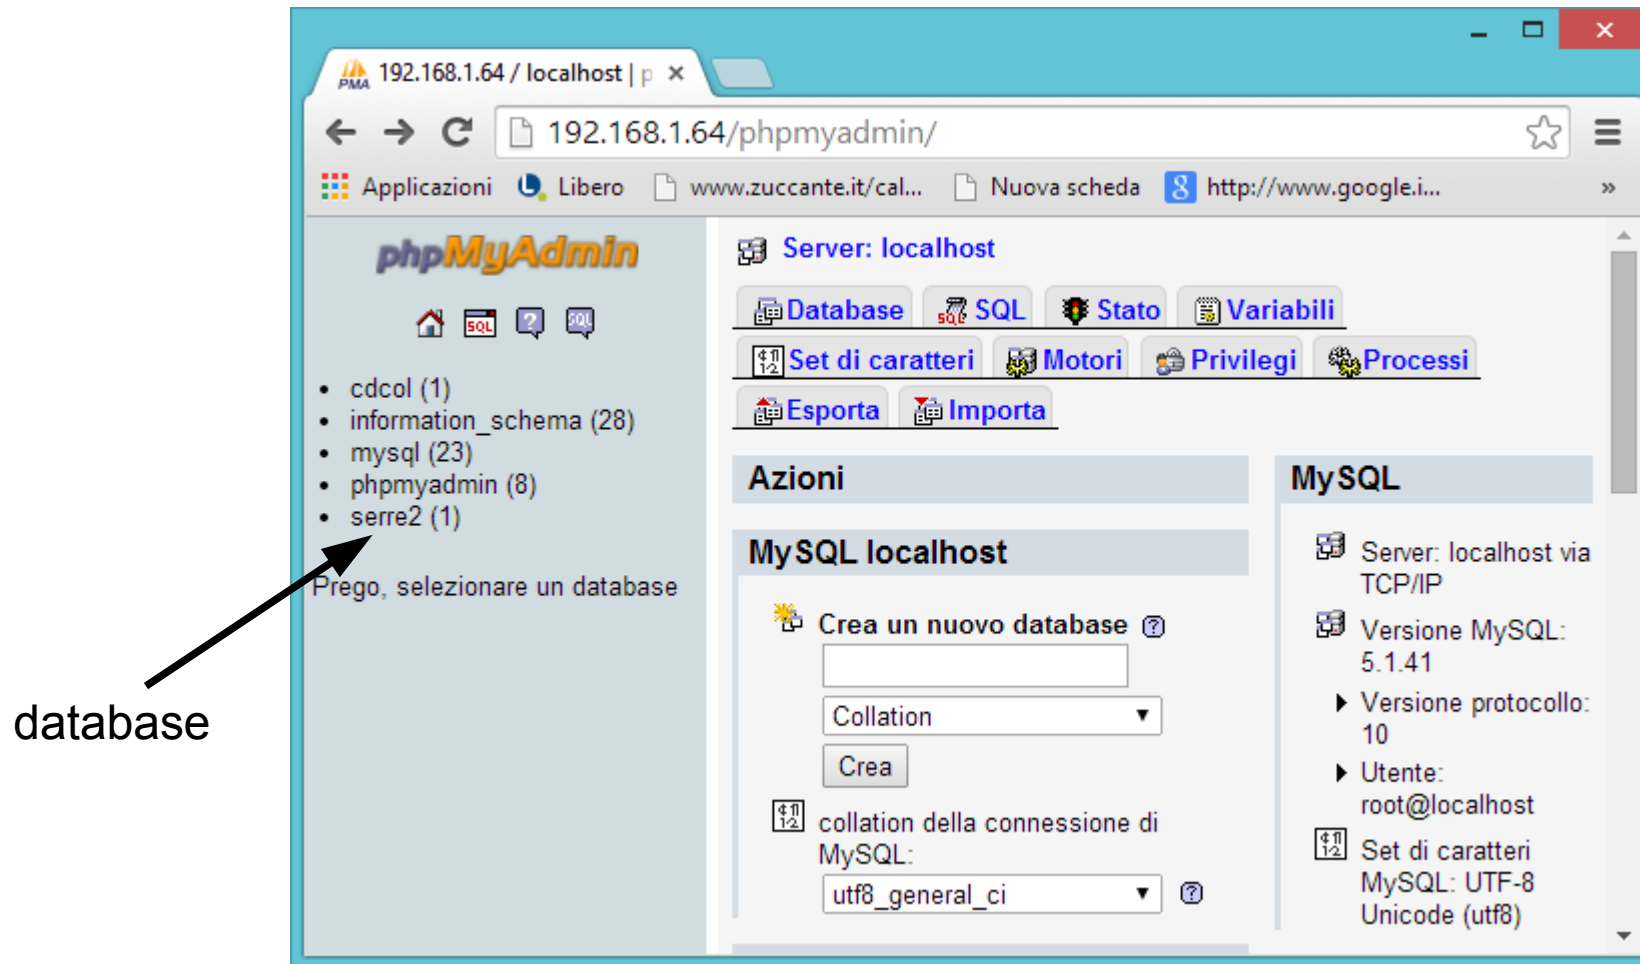 192.168.1.64 / localhost | p
192.168.1.64/phpmyadmin/
Applicazioni Libero www.zuccante.it/cal... Nuova scheda http://www.google.i... »
phpMyAdmin
cdcol (1)
information_schema (28)
mysql (23)
phpmyadmin (8)
serre2 (1)
Prego, selezionare un database
database
Server: localhost
Database SQL Stato Variabili
Set di caratteri Motori Privilegi Processi
Esporta Importa
Azioni
MySQL localhost
Crea un nuovo database
Collation
Crea
collation della connessione di
MySQL:
utf8_general_ci
MySQL
Server: localhost via
TCP/IP
Versione MySQL:
5.1.41
Versione protocollo:
10
Utente:
root@localhost
Set di caratteri
MySQL: UTF-8
Unicode (utf8)